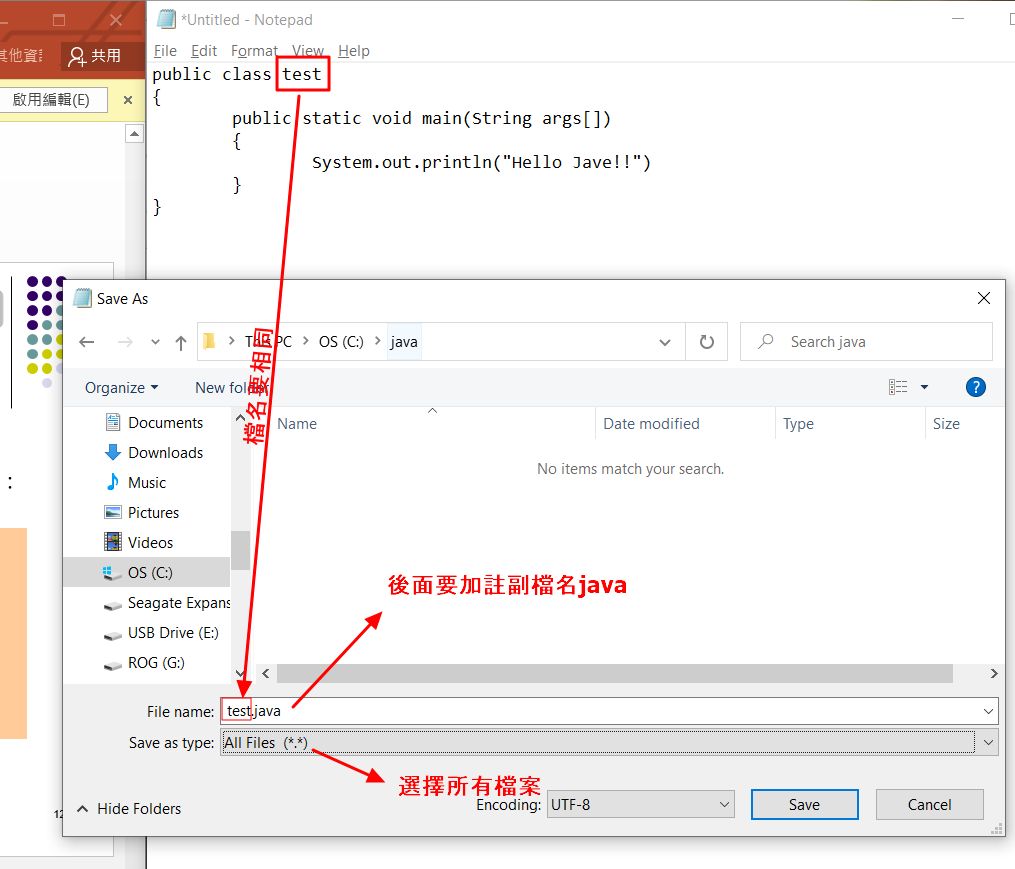 *Untitled - Notepad
其他資訊
共用
File Edit Format View Help
啟用編輯(E)
public class test
{
public static void main(String args[])
{
System.out.println("Hello Jave!!")
}
}
Save As
This PC > OS (C:) > java
Search java
檔名要相同
Organize
New folder
Name
Date modified
Type
Size
Documents
Downloads
No items match your search.
Music
:
Pictures
Videos
OS (C:)
後面要加註副檔名java
Seagate Expans
USB Drive (E:)
ROG (G:)
File name: test.java
Save as type: All Files (*.*)
選擇所有檔案
12
Hide Folders
Encoding: UTF-8
Save
Cancel